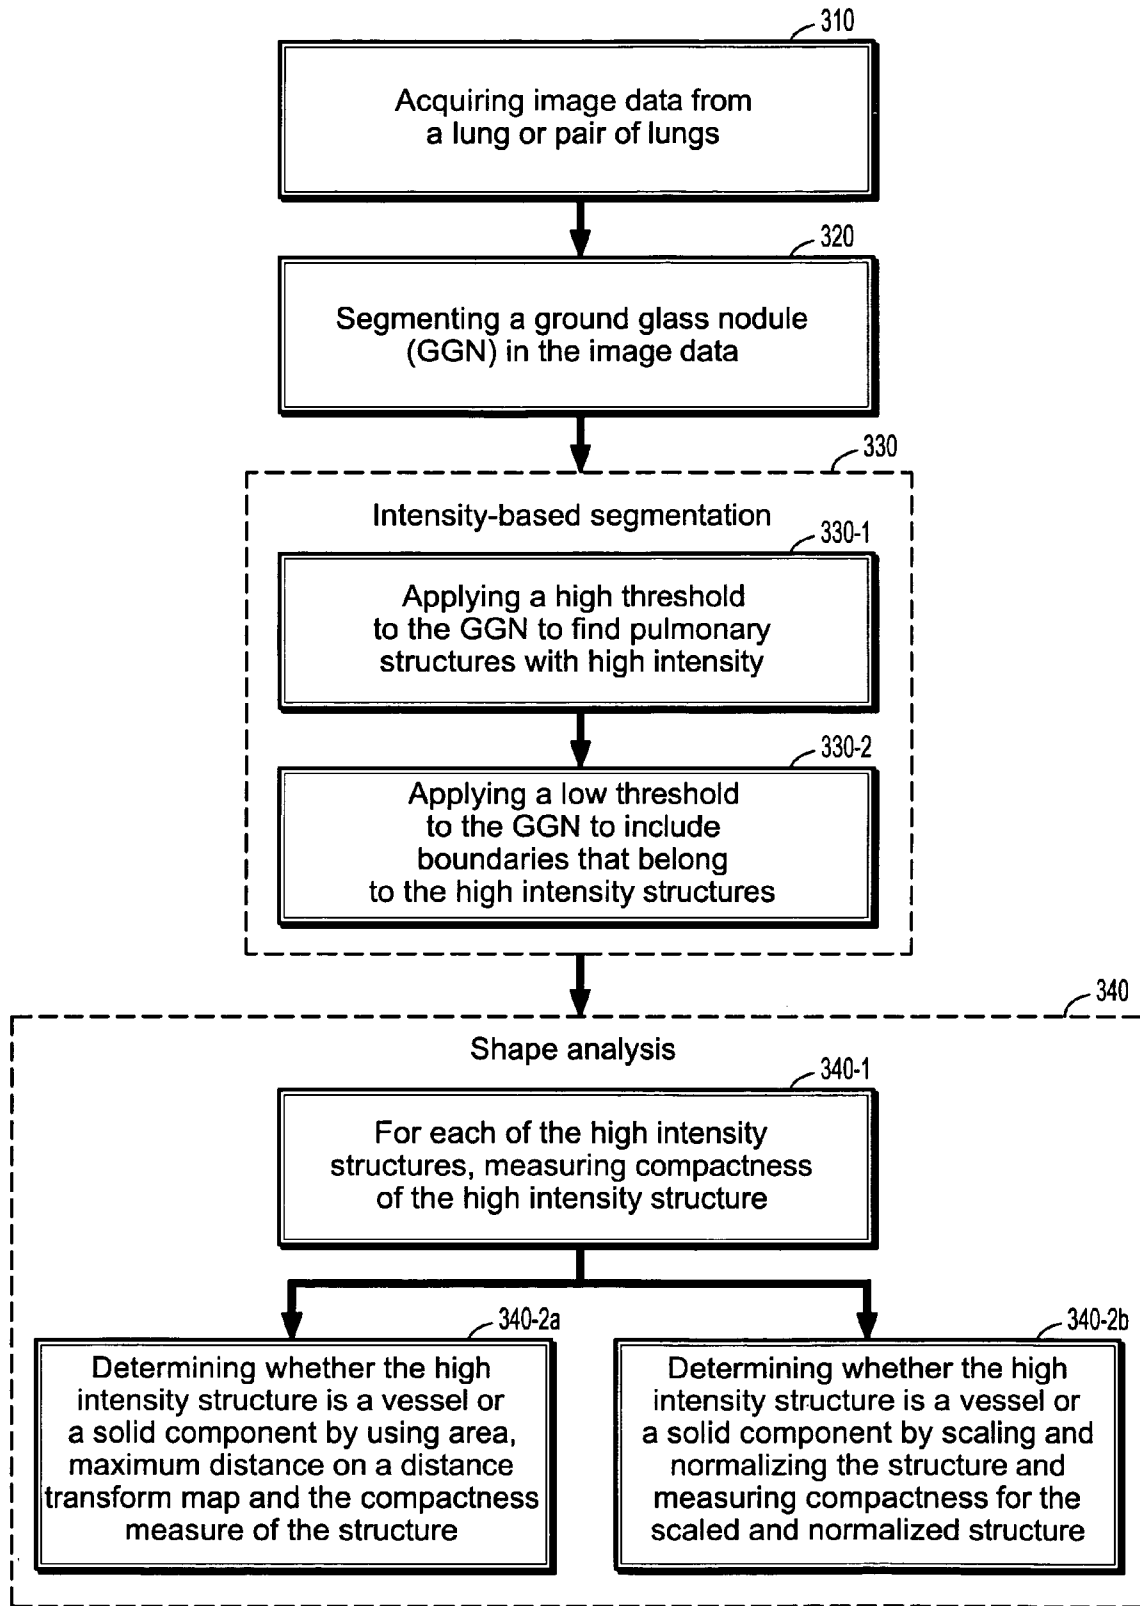 310
Acquiring image data from
a lung or pair of lungs
320
Segmenting a ground glass nodule
(GGN) in the image data
330
Intensity-based segmentation
330-1
Applying a high threshold
to the GGN to find pulmonary
structures with high intensity
330-2
Applying a low threshold
to the GGN to include
boundaries that belong
to the high intensity structures
340
Shape analysis
340-1
For each of the high intensity
structures, measuring compactness
of the high intensity structure
340-2a
Determining whether the high
intensity structure is a vessel or
a solid component by using area,
maximum distance on a distance
transform map and the compactness
measure of the structure
340-2b
Determining whether the high
intensity structure is a vessel or
a solid component by scaling and
normalizing the structure and
measuring compactness for the
scaled and normalized structure